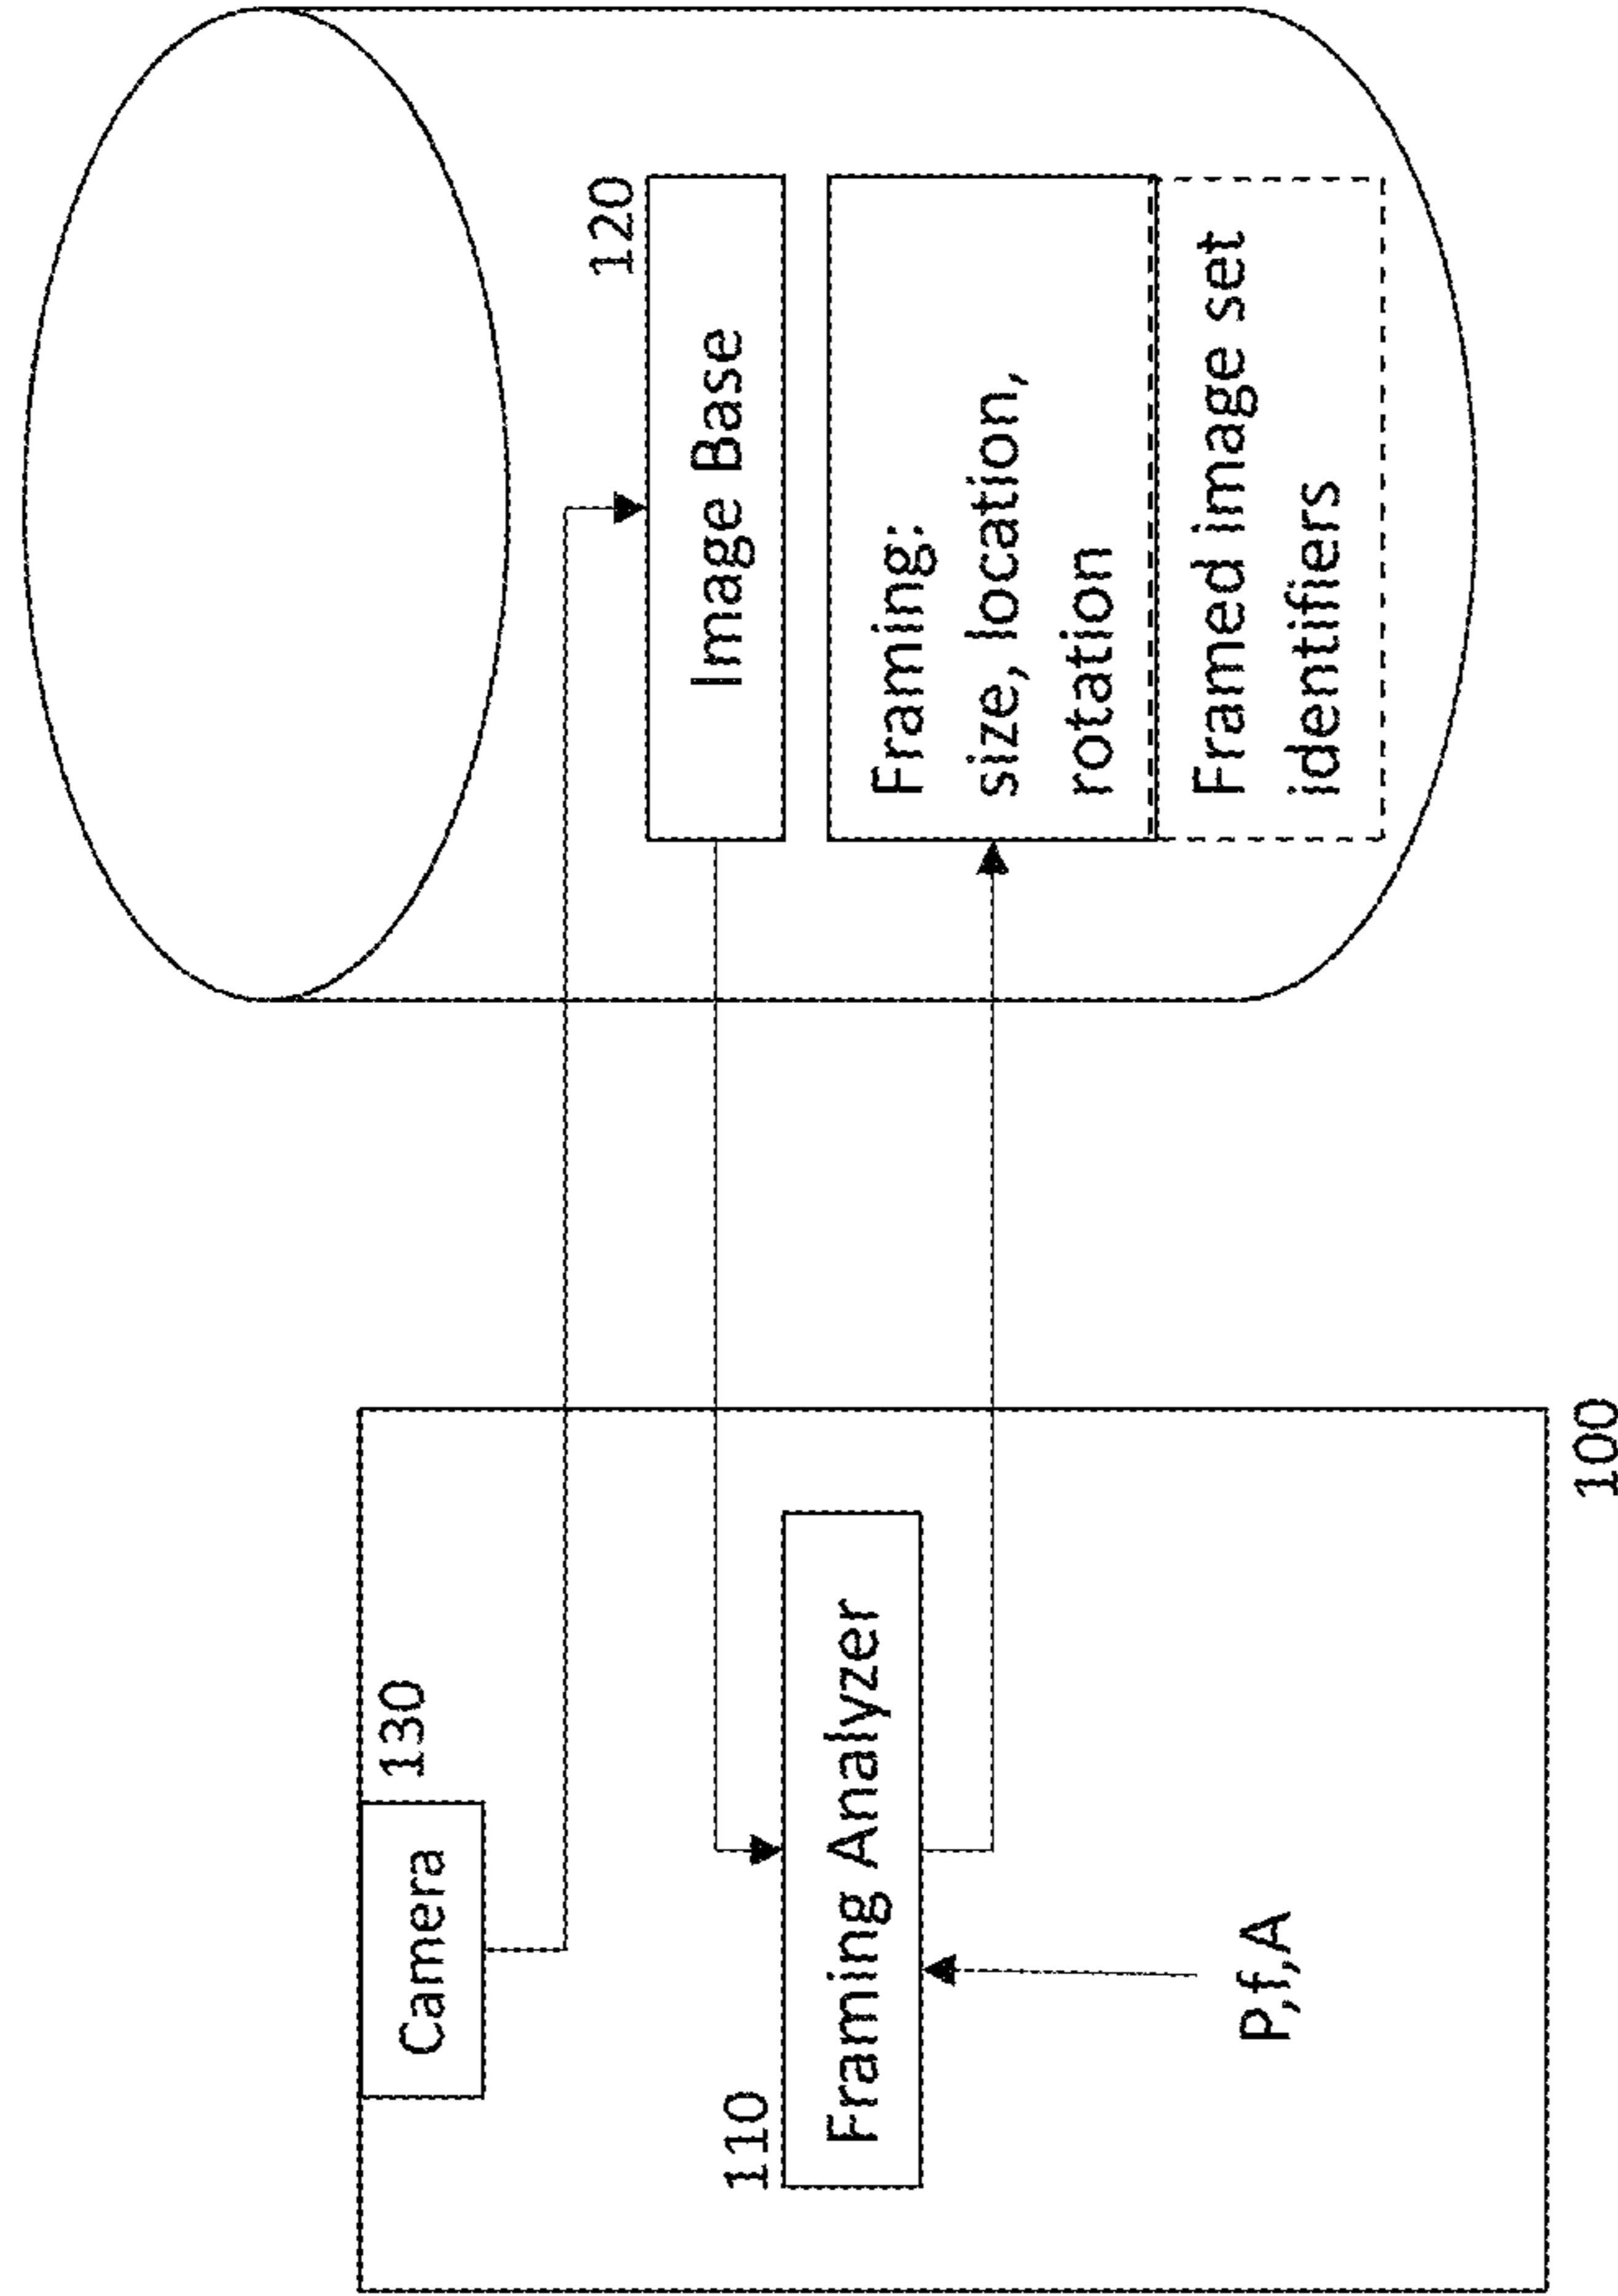 Camera
130
120
Image Base
110
Framing Analyzer
Framing:
size, location,
rotation
Framed image set
identifiers
P,f,A
100